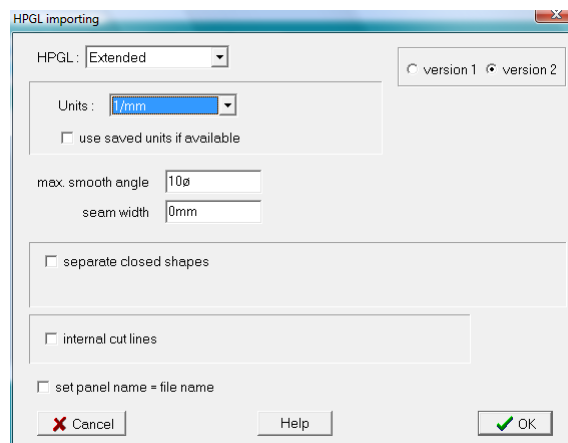 HPGL importing
HPGL : Extended
version 1 version 2
Units : 1/mm
use saved units if available
max. smooth angle 10ø
seam width 0mm
separate closed shapes
internal cut lines
set panel name = file name
Cancel Help OK